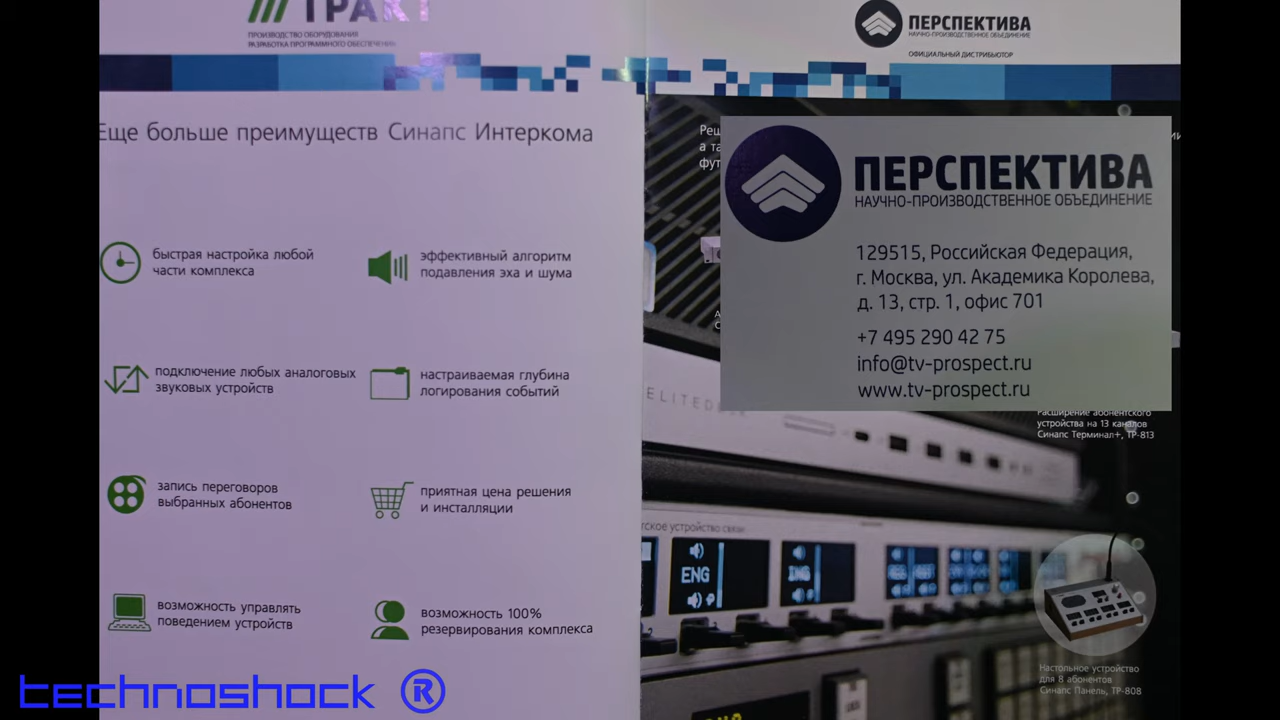 ТРАКТ
ПРОИЗВОДСТВО ОБОРУДОВАНИЯ
РАЗРАБОТКА ПРОГРАММНОГО ОБЕСПЕЧЕНИЯ
Еще больше преимуществ Синапс Интеркома
быстрая настройка любой
части комплекса
эффективный алгоритм
подавления эха и шума
подключение любых аналоговых
звуковых устройств
настраиваемая глубина
логирования событий
запись переговоров
выбранных абонентов
приятная цена решения
и инсталляции
возможность управлять
поведением устройств
возможность 100%
резервирования комплекса
ПЕРСПЕКТИВА
НАУЧНО-ПРОИЗВОДСТВЕННОЕ ОБЪЕДИНЕНИЕ
ОФИЦИАЛЬНЫЙ ДИСТРИБЬЮТОР
ПЕРСПЕКТИВА
НАУЧНО-ПРОИЗВОДСТВЕННОЕ ОБЪЕДИНЕНИЕ
129515, Российская Федерация,
г. Москва, ул. Академика Королева,
д. 13, стр. 1, офис 701
+7 495 290 42 75
info@tv-prospect.ru
www.tv-prospect.ru
Расширение абонентского
устройства на 13 каналов
Синапс Терминал+, TP-813
устройство связи
ENG
Настольное устройство
для 8 абонентов
Синапс Панель, TP-808
technoshock ®